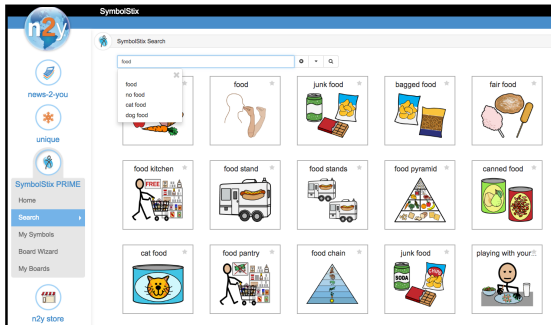 SymbolStix
n2y
SymbolStix Search
food
food
no food
cat food
dog food
food
junk food
bagged food
fair food
news-2-you
unique
food kitchen
food stand
food stands
food pyramid
canned food
FREE
SymbolStix PRIME
Home
Search
My Symbols
Board Wizard
My Boards
cat food
food pantry
food chain
junk food
playing with your
SODA
CHIPS
n2y store